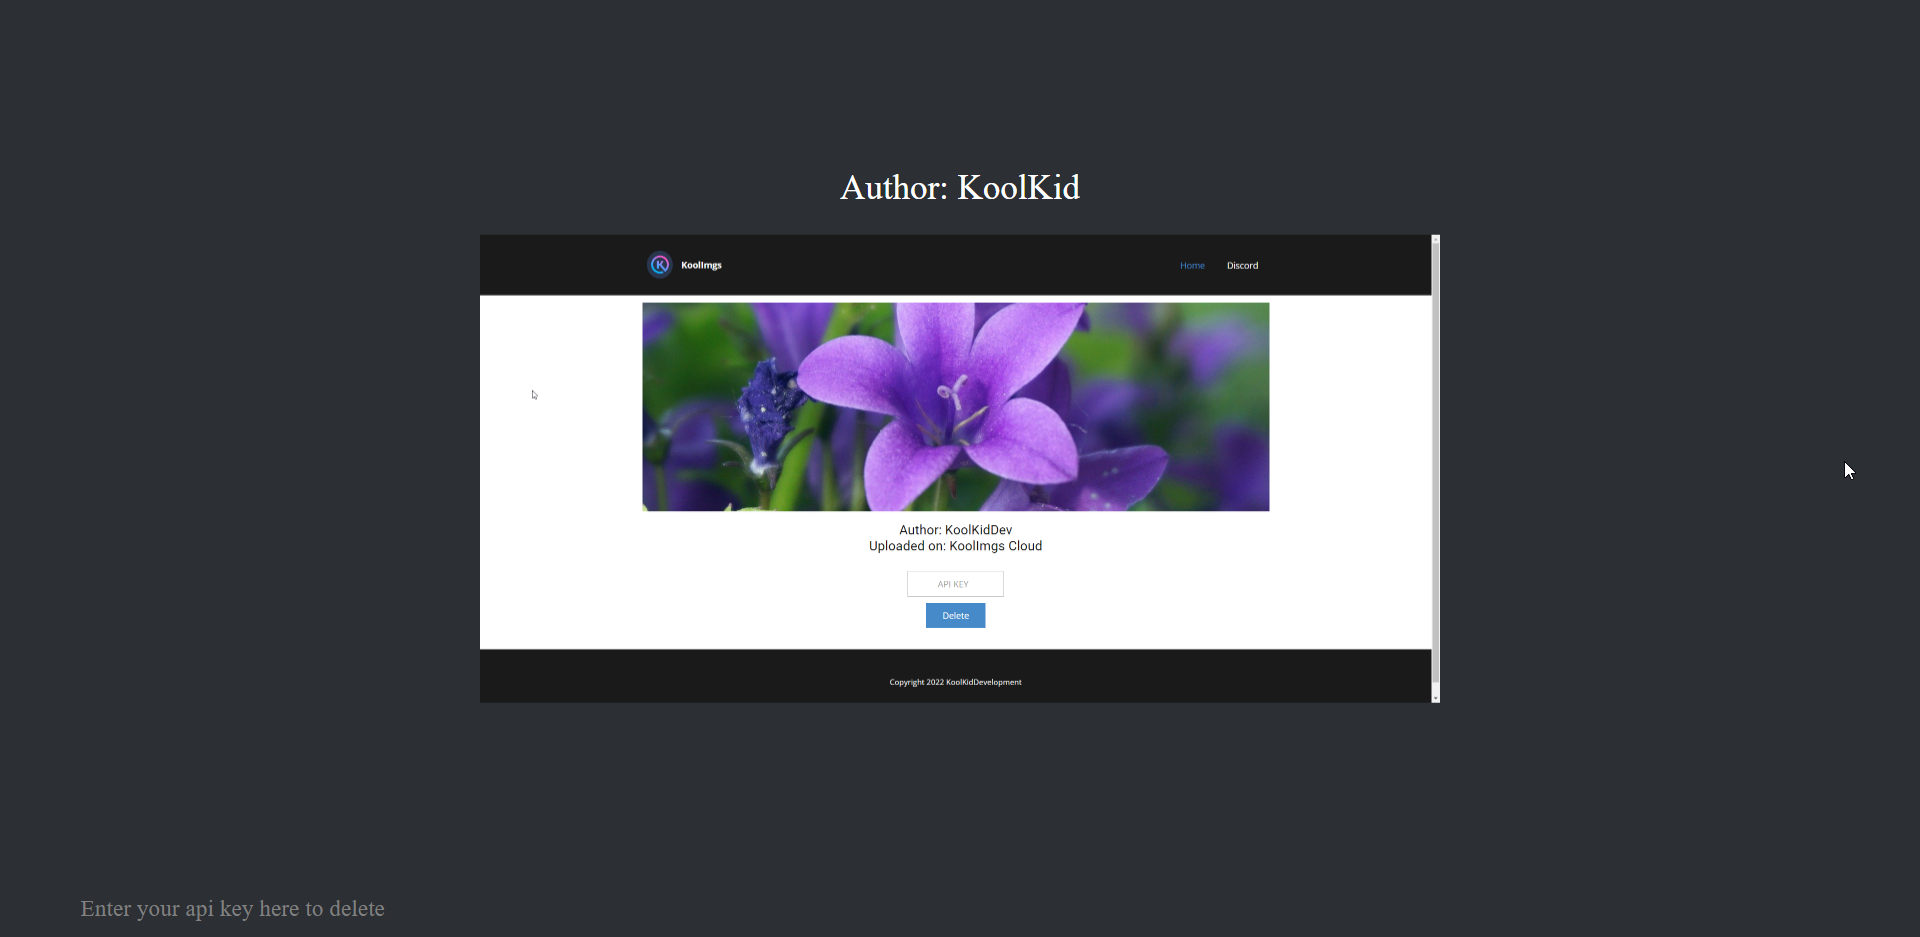 Author: KoolKid
KoolImgs
Home Discord
Author: KoolKidDev
Uploaded on: KoolImgs Cloud
API KEY
Delete
Copyright 2022 KoolKidDevelopment
Enter your api key here to delete